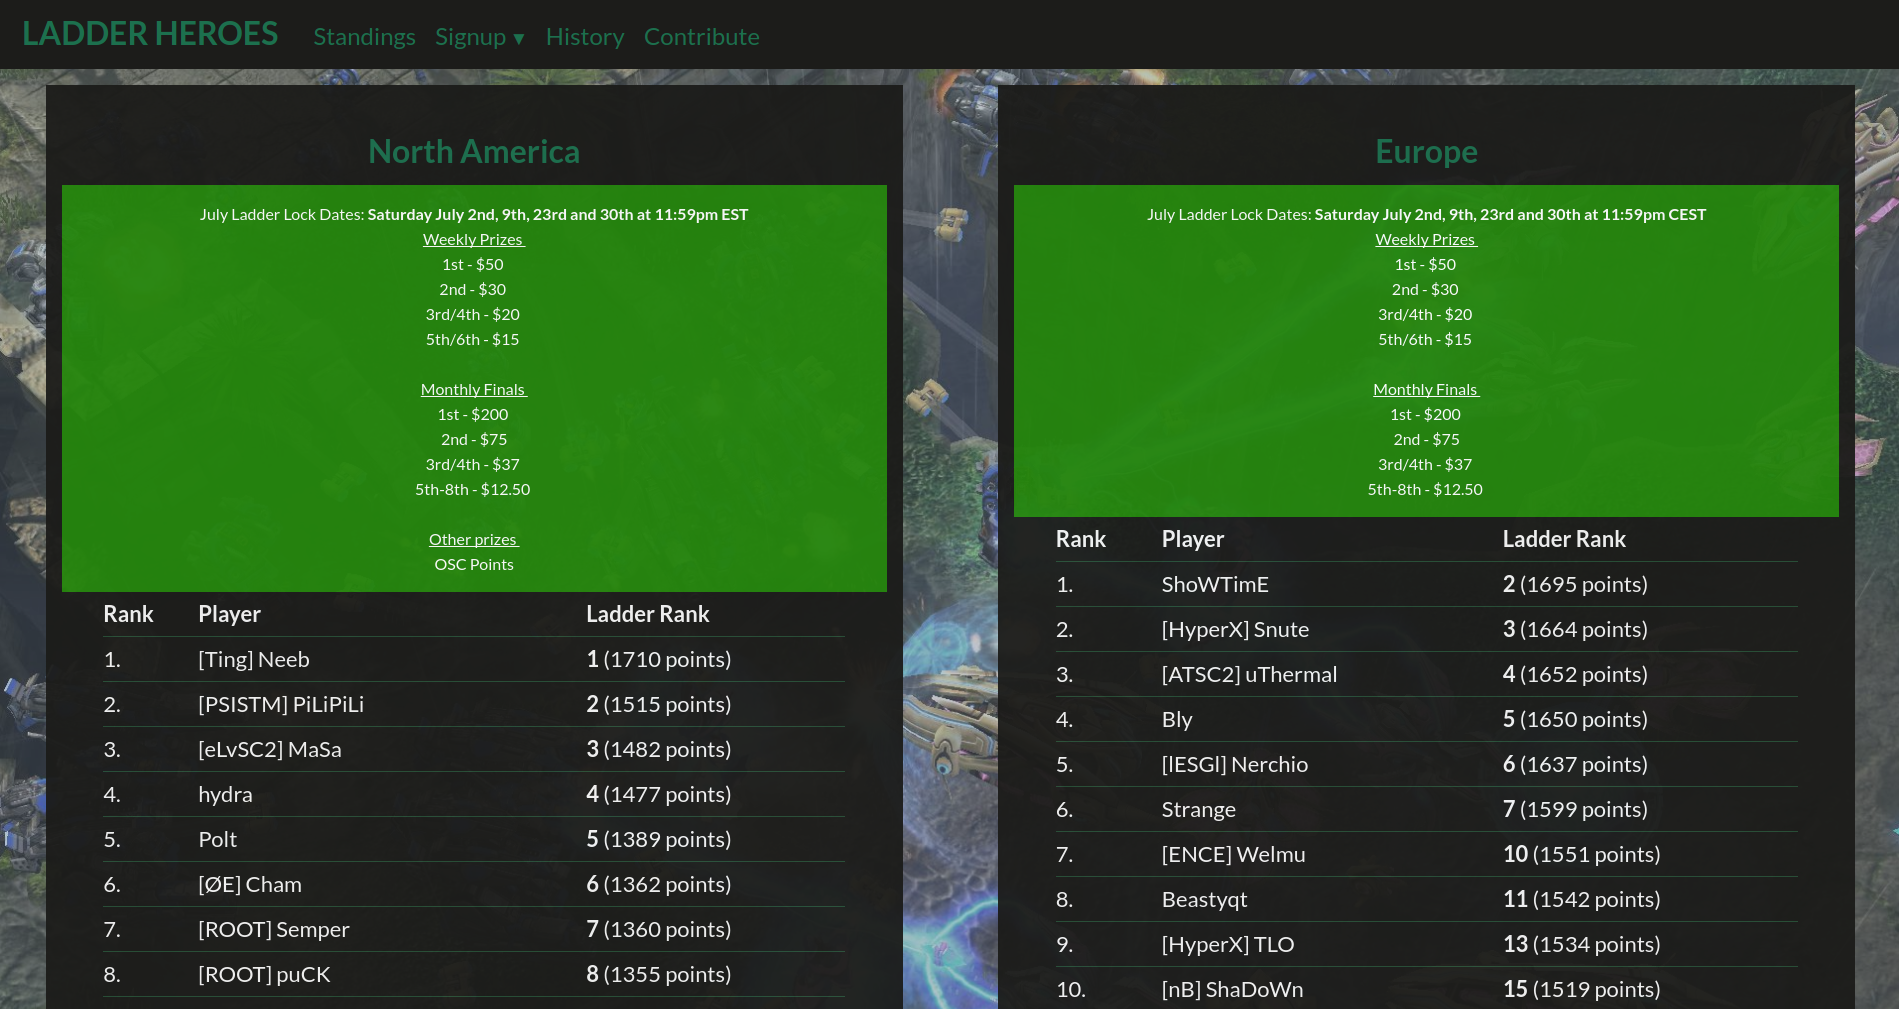 LADDER HEROES Standings Signup ▼ History Contribute
North America
July Ladder Lock Dates: Saturday July 2nd, 9th, 23rd and 30th at 11:59pm EST
Weekly Prizes
1st - $50
2nd - $30
3rd/4th - $20
5th/6th - $15
Monthly Finals
1st - $200
2nd - $75
3rd/4th - $37
5th-8th - $12.50
Other prizes
OSC Points
Rank Player Ladder Rank
1. [Ting] Neeb 1 (1710 points)
2. [PSISTM] PiLiPiLi 2 (1515 points)
3. [eLvSC2] MaSa 3 (1482 points)
4. hydra 4 (1477 points)
5. Polt 5 (1389 points)
6. [ØE] Cham 6 (1362 points)
7. [ROOT] Semper 7 (1360 points)
8. [ROOT] puCK 8 (1355 points)
Europe
July Ladder Lock Dates: Saturday July 2nd, 9th, 23rd and 30th at 11:59pm CEST
Weekly Prizes
1st - $50
2nd - $30
3rd/4th - $20
5th/6th - $15
Monthly Finals
1st - $200
2nd - $75
3rd/4th - $37
5th-8th - $12.50
Rank Player Ladder Rank
1. ShoWTimE 2 (1695 points)
2. [HyperX] Snute 3 (1664 points)
3. [ATSC2] uThermal 4 (1652 points)
4. Bly 5 (1650 points)
5. [lESGl] Nerchio 6 (1637 points)
6. Strange 7 (1599 points)
7. [ENCE] Welmu 10 (1551 points)
8. Beastyqt 11 (1542 points)
9. [HyperX] TLO 13 (1534 points)
10. [nB] ShaDoWn 15 (1519 points)